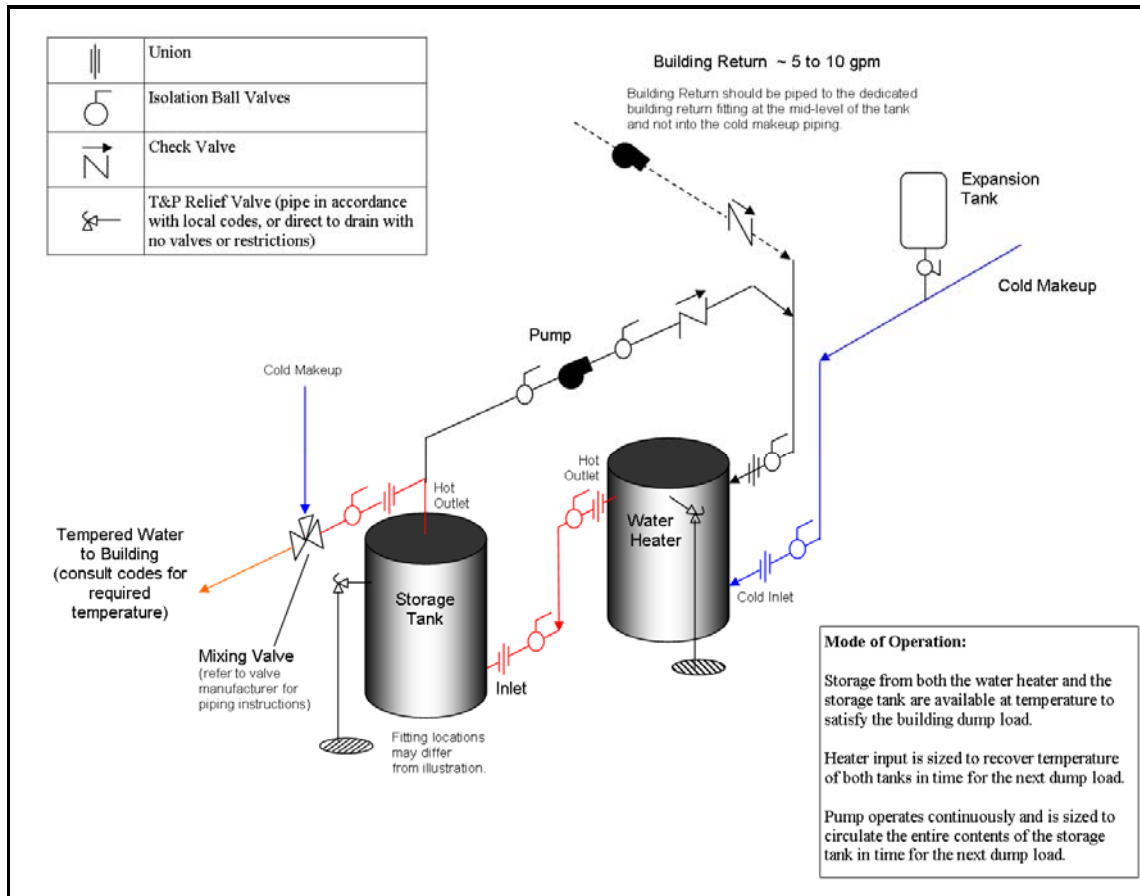 Union
Isolation Ball Valves
Check Valve
T&P Relief Valve (pipe in accordance
with local codes, or direct to drain with
no valves or restrictions)
Building Return ~ 5 to 10 gpm
Building Return should be piped to the dedicated
building return fitting at the mid-level of the tank
and not into the cold makeup piping.
Expansion
Tank
Cold Makeup
Pump
Cold Makeup
Hot
Outlet
Hot
Outlet
Water
Heater
Tempered Water
to Building
(consult codes for
required
temperature)
Storage
Tank
Cold Inlet
Mixing Valve
(refer to valve
manufacturer for
piping instructions)
Inlet
Fitting locations
may differ
from illustration.
Mode of Operation:
Storage from both the water heater and the
storage tank are available at temperature to
satisfy the building dump load.
Heater input is sized to recover temperature
of both tanks in time for the next dump load.
Pump operates continuously and is sized to
circulate the entire contents of the storage
tank in time for the next dump load.